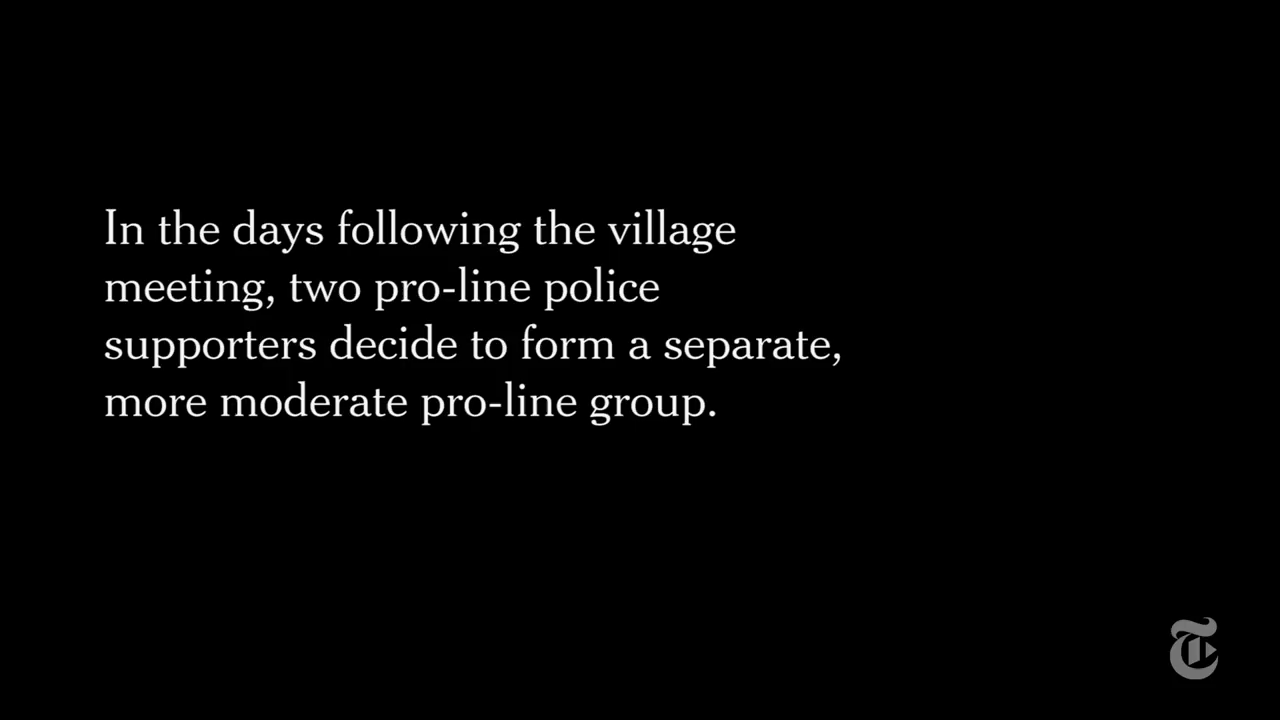 In the days following the village
meeting, two pro-line police
supporters decide to form a separate,
more moderate pro-line group.